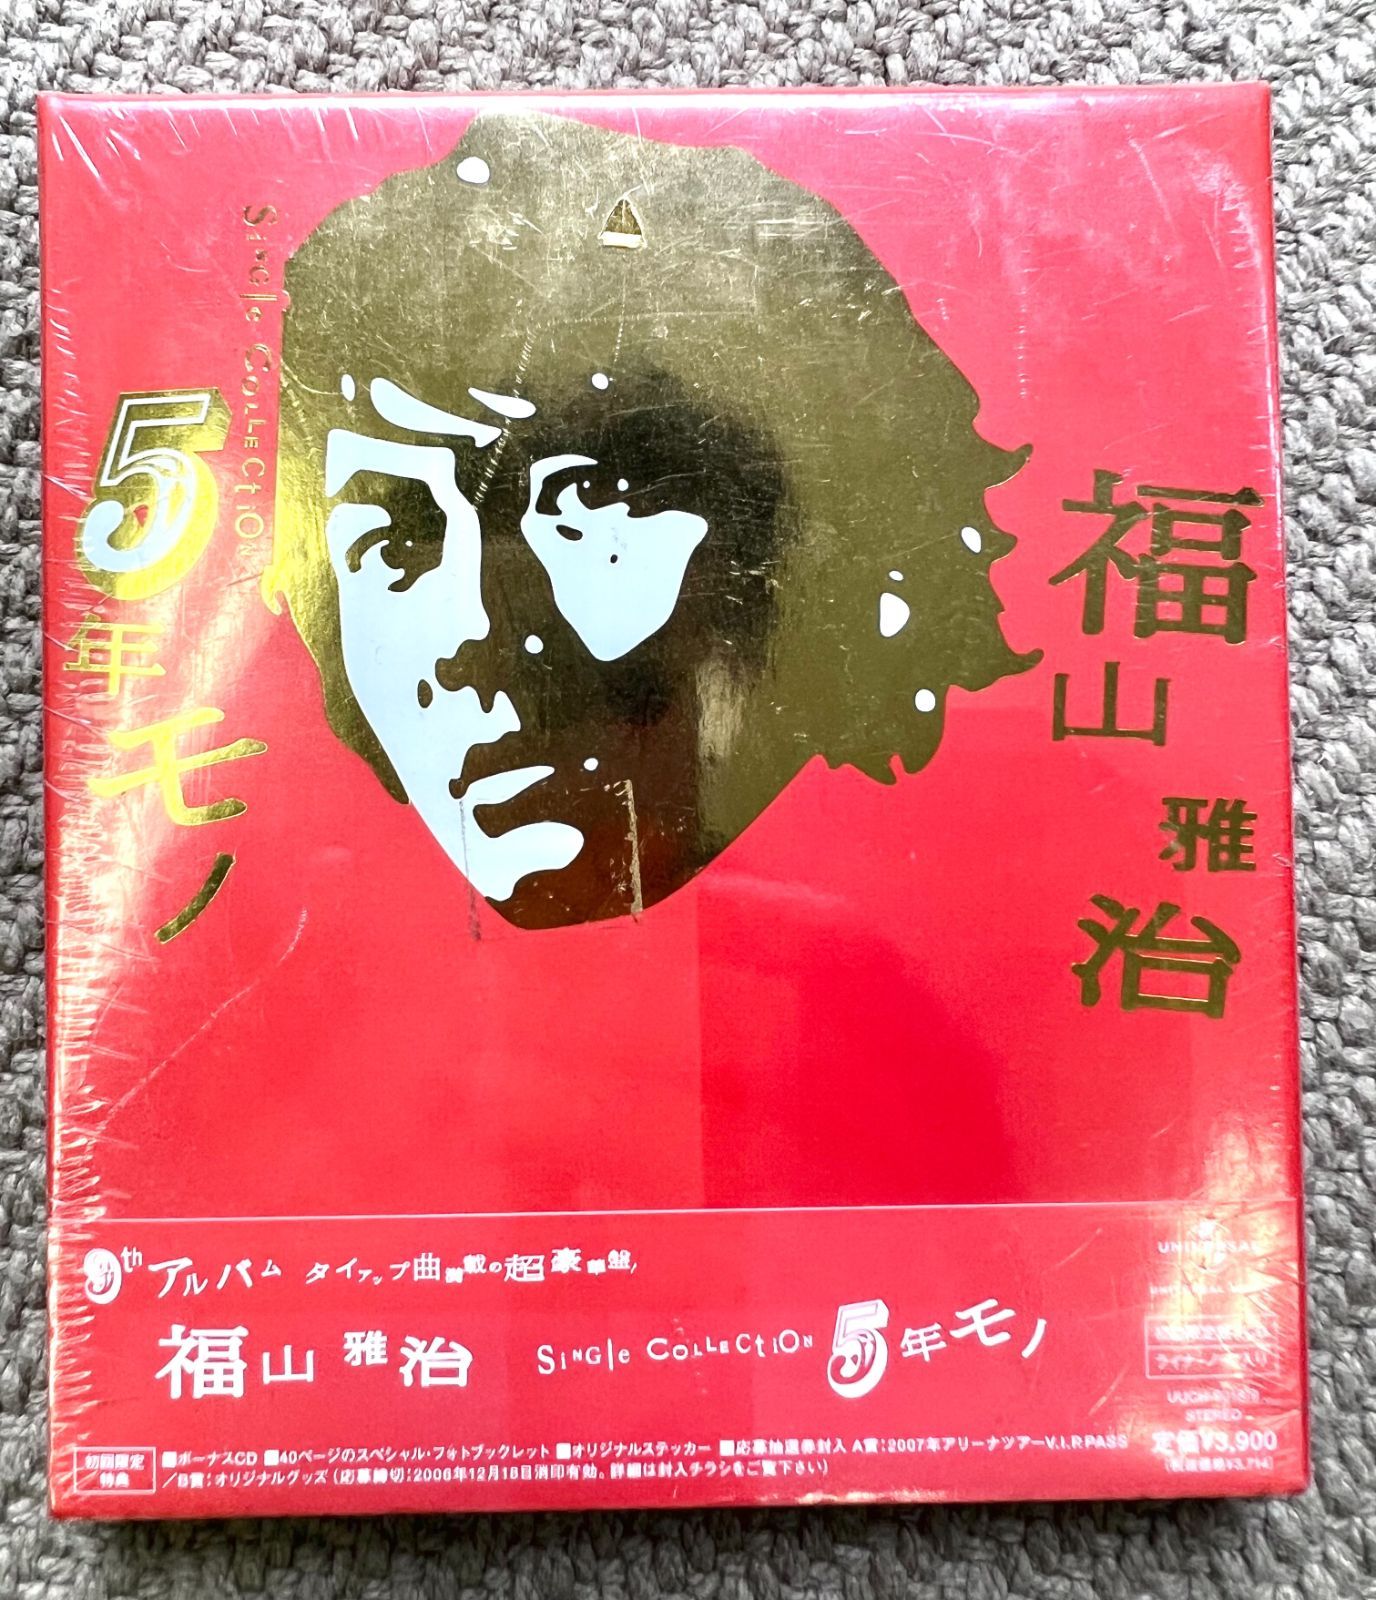 Single Collection
5年モノ
福山雅治
9thアルバム タイアップ曲満載の超豪華盤!
福山雅治 Single Collection 5年モノ
UNIVERSAL
STEREO
定価¥3,900
初回限定特典
■ボーナスCD ■40ページのスペシャル・フォトブックレット ■オリジナルステッカー ■応募抽選券封入 A賞:2007年アリーナツアーV.I.P.PASS
/B賞:オリジナルグッズ (応募締切:2006年12月18日消印有効。詳細は封入チラシをご覧下さい)